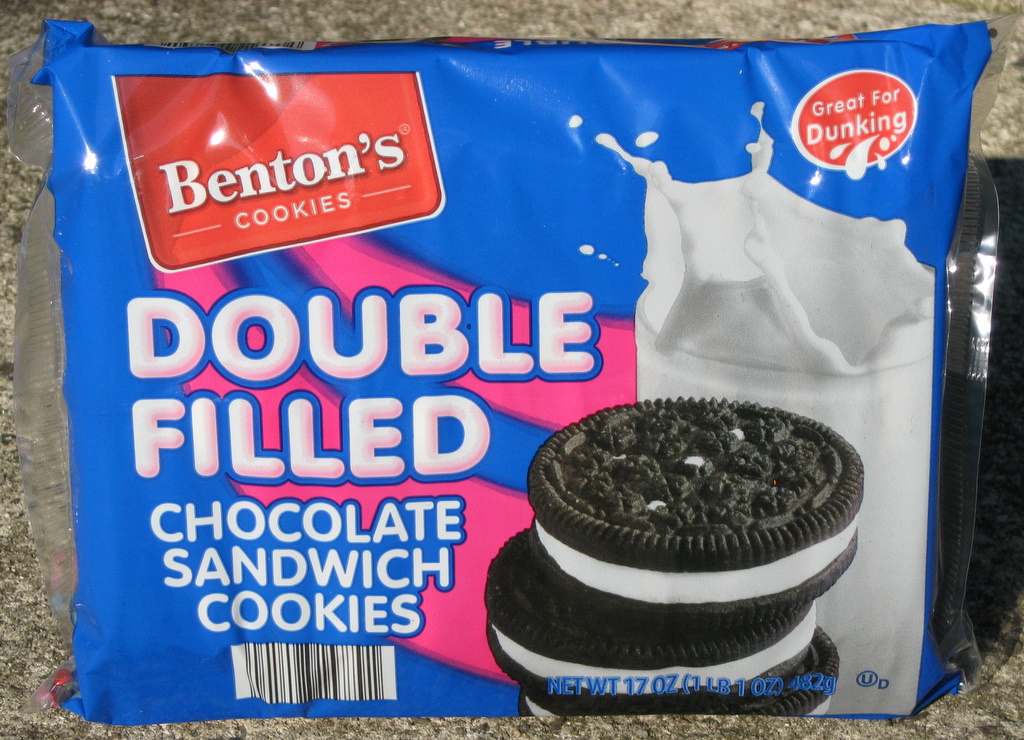 Benton's®
COOKIES
Great For
Dunking
DOUBLE
FILLED
CHOCOLATE
SANDWICH
COOKIES
NET WT 17 OZ (1 LB 1 OZ) 482g
U D